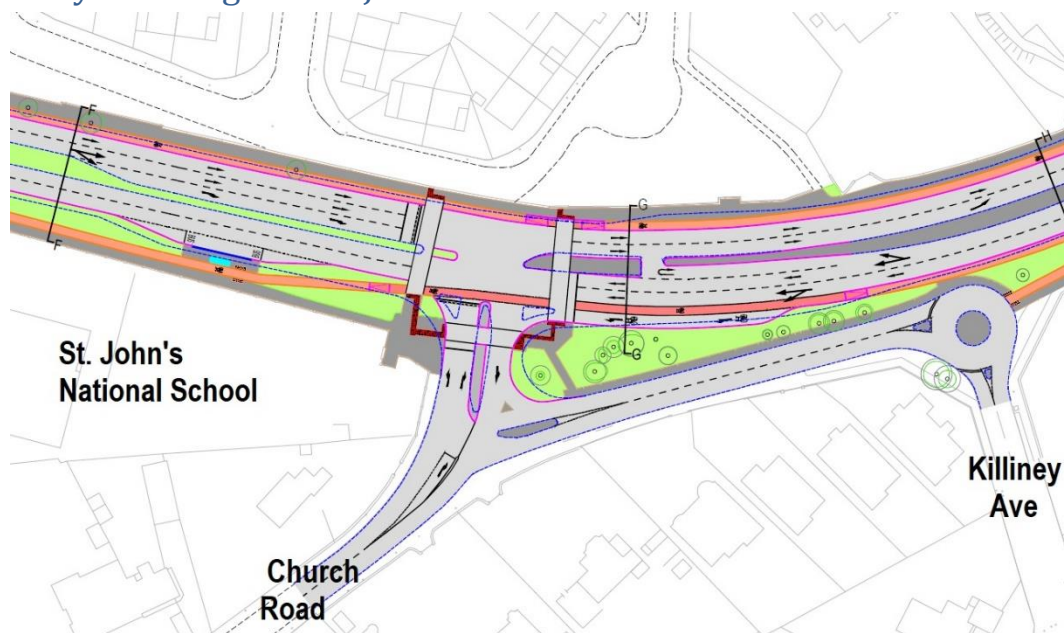 F
F
G
G
H
St. John's
National School
Killiney
Ave
Church
Road